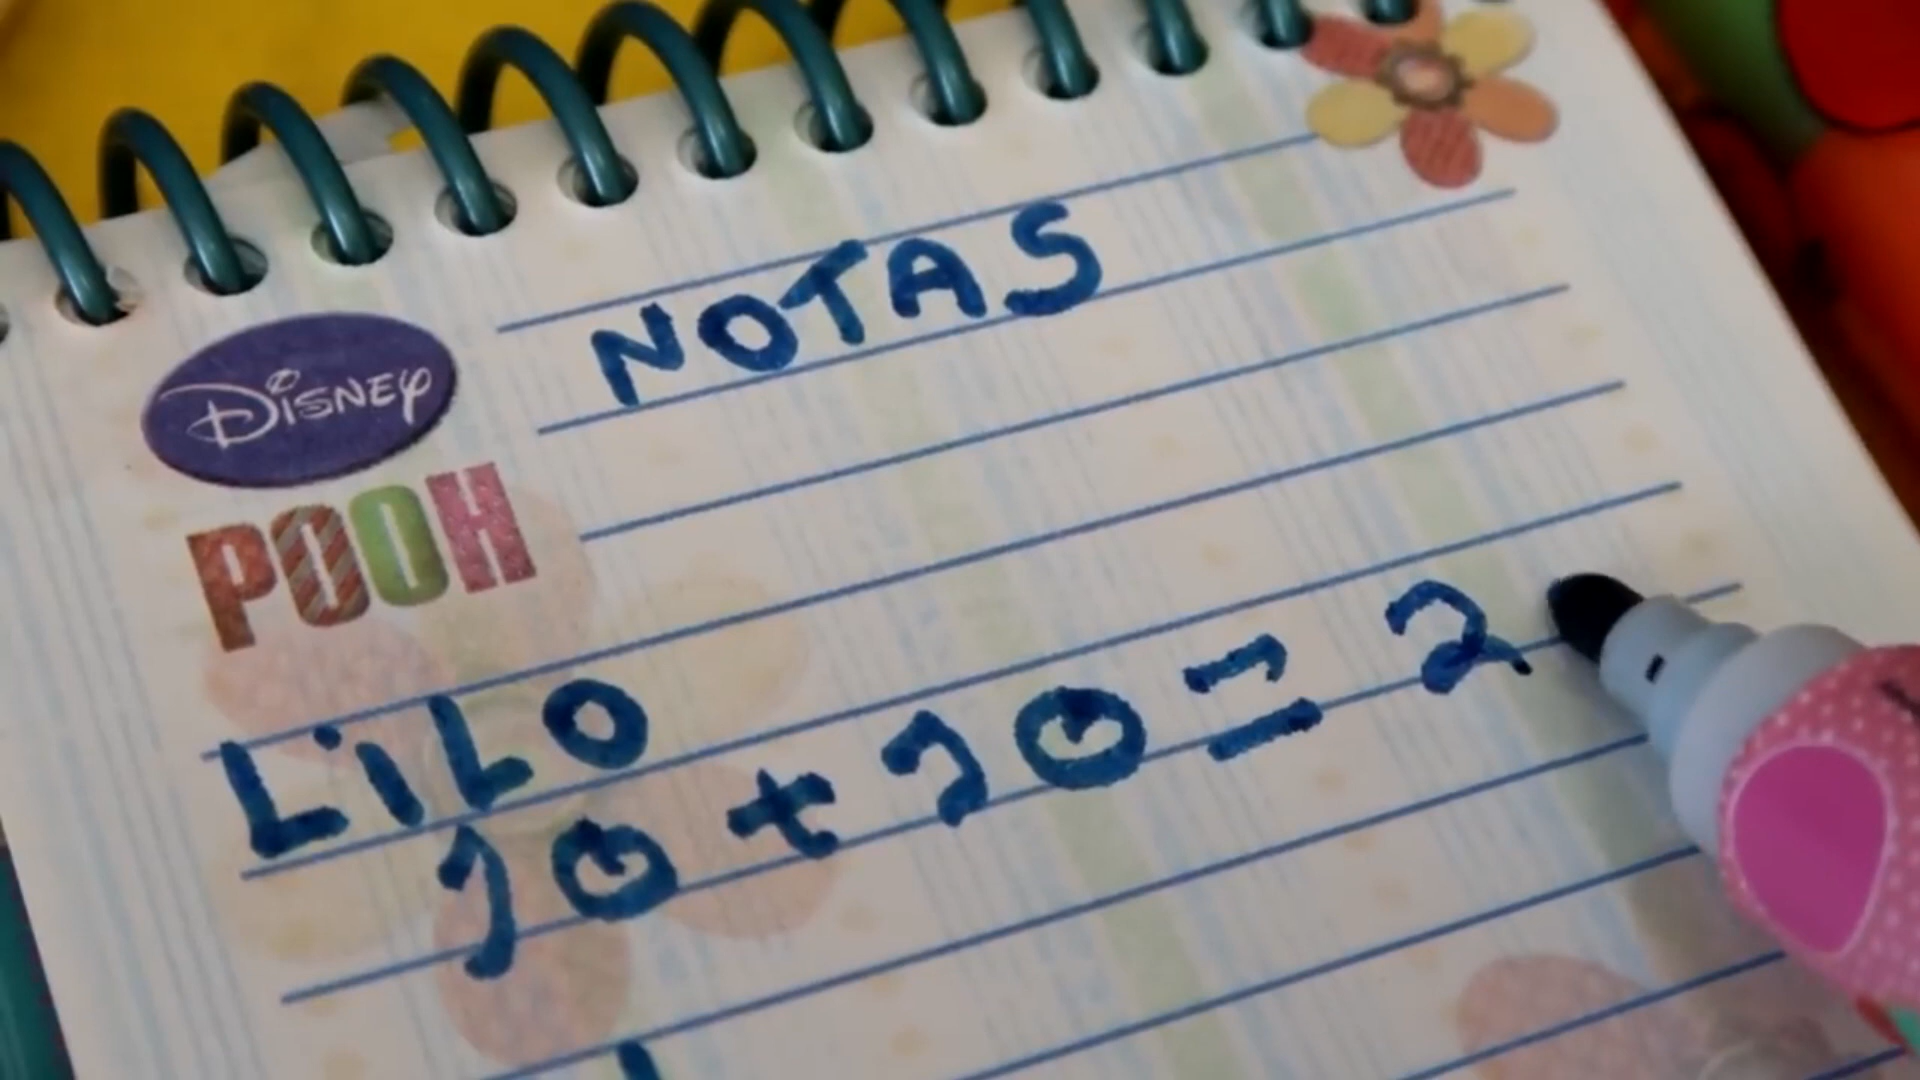 NOTAS
DISNEY
POOH
LiLO
10 + 10 = 2